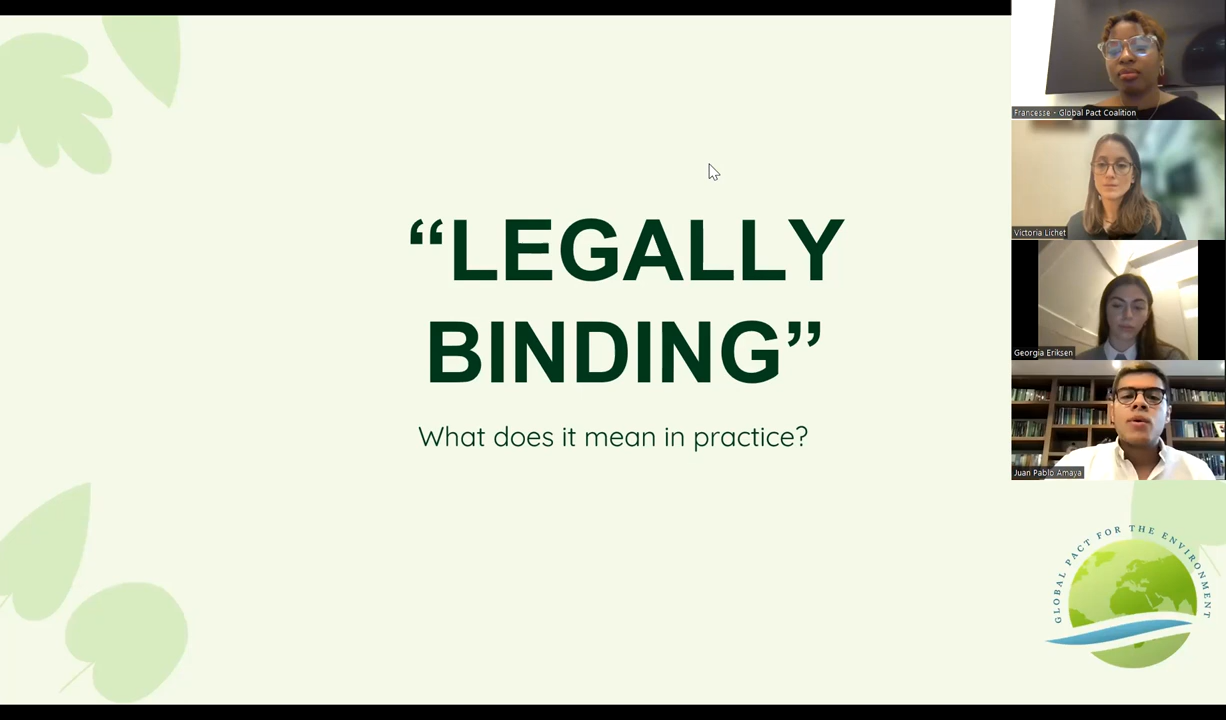 “LEGALLY
BINDING”
What does it mean in practice?
Francesse - Global Pact Coalition
Victoria Lichet
Georgia Eriksen
Juan Pablo Amaya
GLOBAL PACT FOR THE ENVIRONMENT